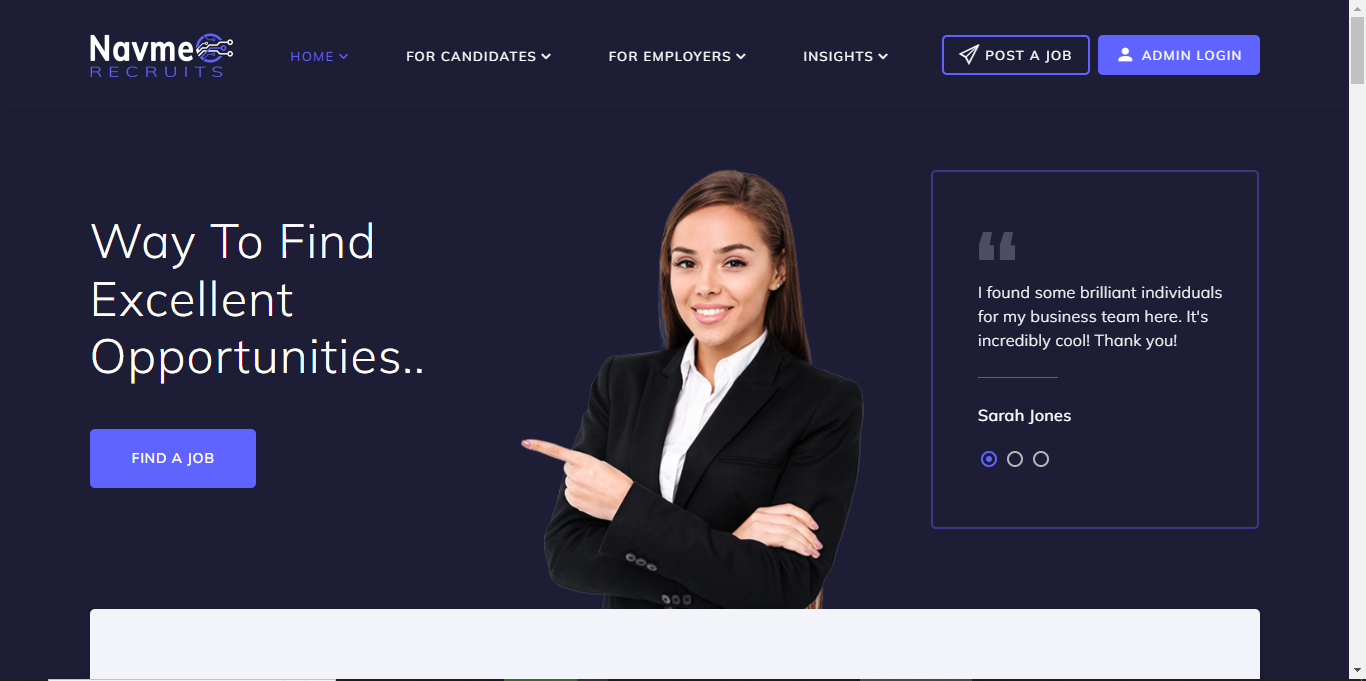 Navme
RECRUITS
HOME
FOR CANDIDATES
FOR EMPLOYERS
INSIGHTS
POST A JOB
ADMIN LOGIN
Way To Find
Excellent
Opportunities..
FIND A JOB
“
I found some brilliant individuals
for my business team here. It's
incredibly cool! Thank you!
Sarah Jones